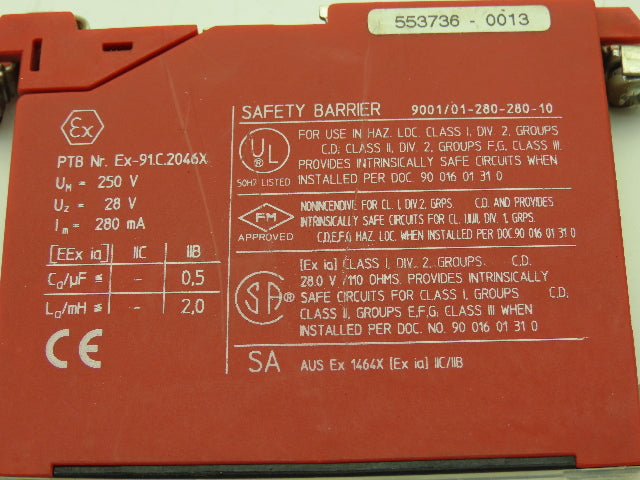 553736 - 0013
Ex
PTB Nr. Ex-91.C.2046X
UM = 250 V
Uz = 28 V
Im = 280 mA
[EEx ia] IIC IIB
Ca/µF ≤ - 0,5
La/mH ≤ - 2,0
CE
SAFETY BARRIER 9001/01-280-280-10
UL ®
50H7 LISTED
FOR USE IN HAZ. LOC. CLASS I, DIV. 2, GROUPS
C.D; CLASS II, DIV. 2, GROUPS F,G, CLASS III.
PROVIDES INTRINSICALLY SAFE CIRCUITS WHEN
INSTALLED PER DOC. 90 016 01 31 0
FM
APPROVED
NONINCENDIVE FOR CL. I, DIV. 2, GRPS. C.D. AND PROVIDES
INTRINSICALLY SAFE CIRCUITS FOR CL. I,II,III, DIV. 1, GRPS.
C,D,E,F,G HAZ. LOC. WHEN INSTALLED PER DOC.90 016 01 31 0
SA ®
[Ex ia] CLASS I, DIV. 2, GROUPS C.D.
28.0 V /110 OHMS. PROVIDES INTRINSICALLY
SAFE CIRCUITS FOR CLASS I, GROUPS C.D,
CLASS II, GROUPS E,F,G, CLASS III WHEN
INSTALLED PER DOC. NO. 90 016 01 31 0
SA AUS Ex 1464X [Ex ia] IIC/IIB